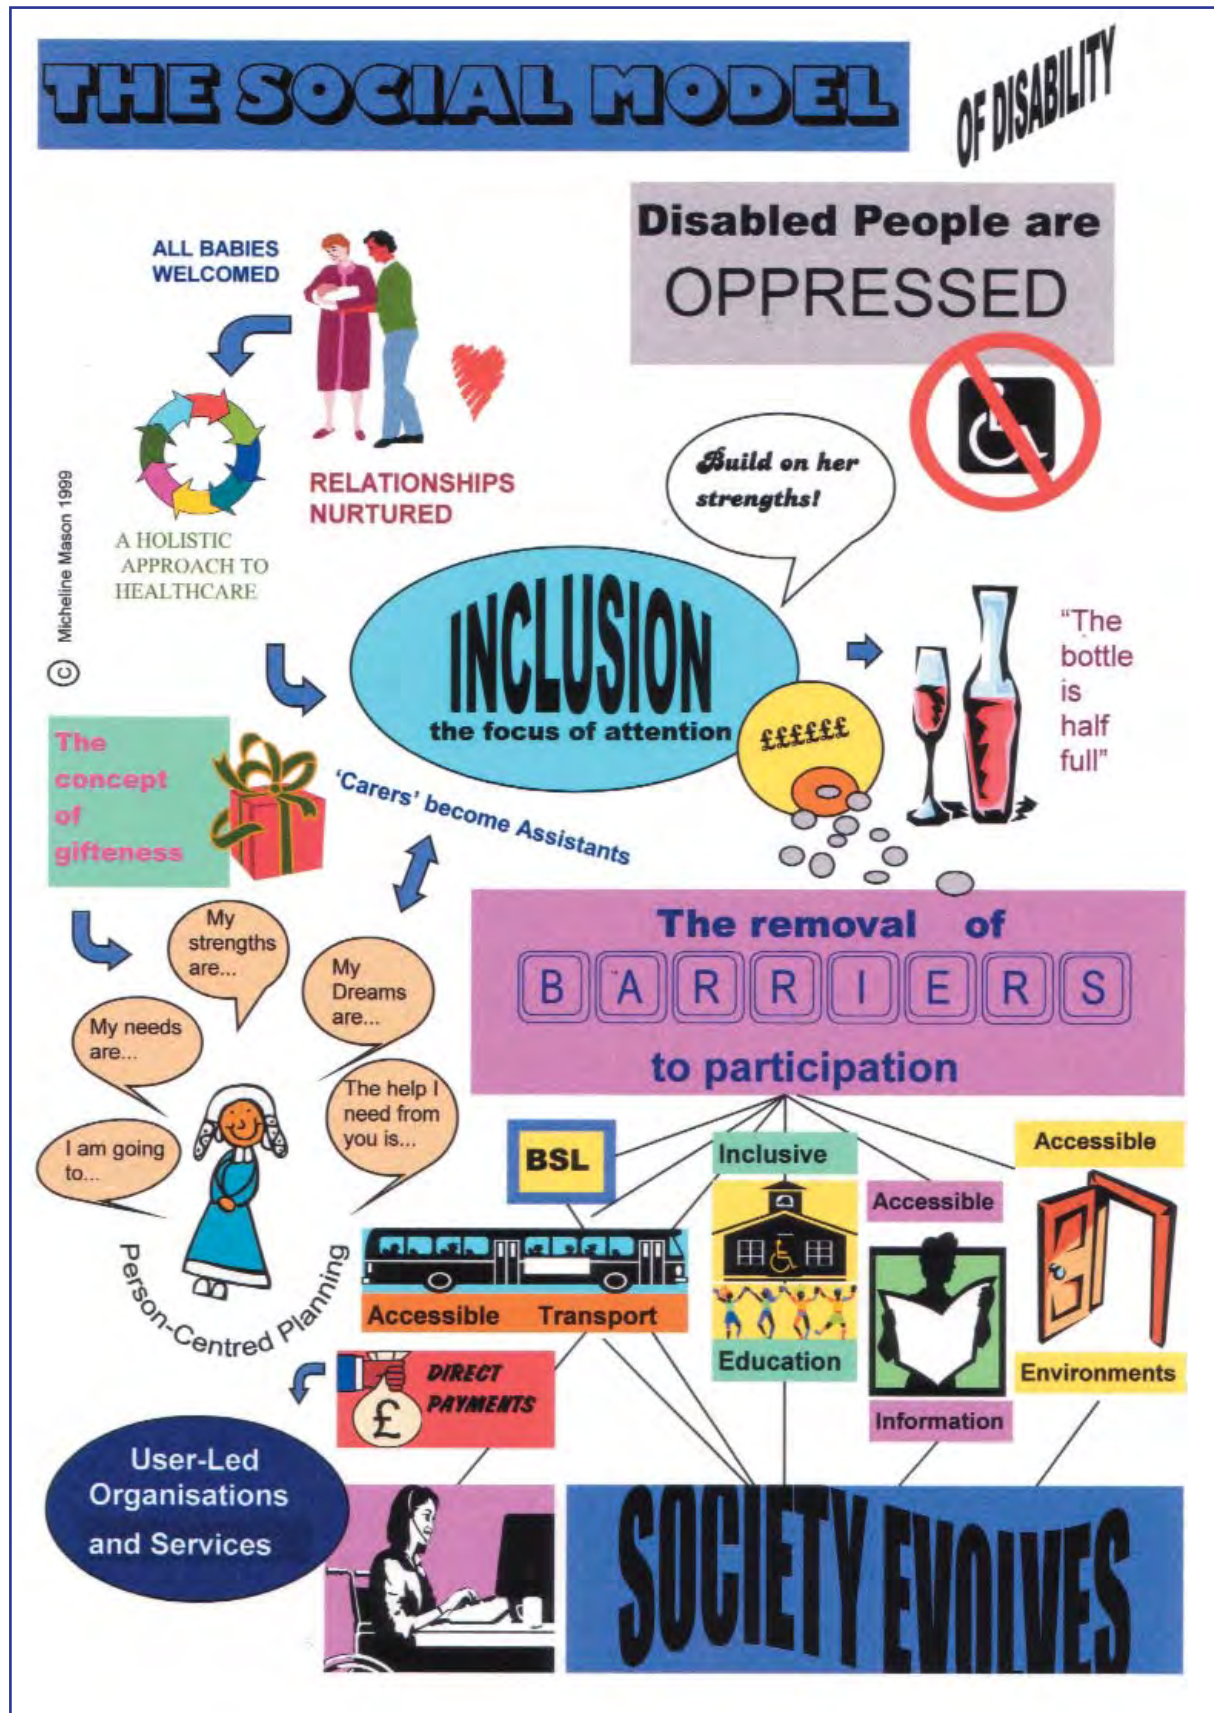 THE SOCIAL MODEL
OF DISABILITY
Disabled People are
OPPRESSED
ALL BABIES
WELCOMED
RELATIONSHIPS
NURTURED
A HOLISTIC
APPROACH TO
HEALTHCARE
© Micheline Mason 1999
Build on her
strengths!
INCLUSION
the focus of attention
££££££
“The
bottle
is
half
full”
The
concept
of
gifteness
‘Carers’ become Assistants
My
strengths
are...
My
Dreams
are...
My needs
are...
The help I
need from
you is...
I am going
to...
Person-Centred Planning
The removal of
BARRIERS
to participation
BSL
Accessible Transport
Inclusive
Education
Accessible
Information
Accessible
Environments
£
DIRECT
PAYMENTS
User-Led
Organisations
and Services
SOCIETY EVOLVES